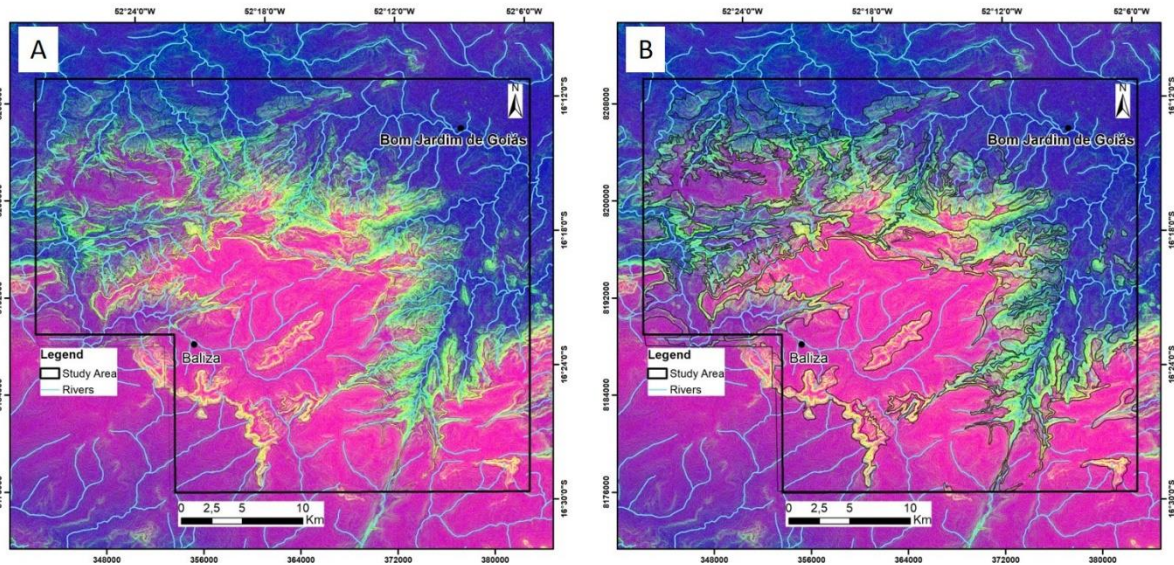 52°24'0"W 52°18'0"W 52°12'0"W 52°6'0"W
A
N
Bom Jardim de Goiás
16°12'0"S
16°18'0"S
16°24'0"S
16°30'0"S
8200000
8192000
8184000
Baliza
Legend
Study Area
Rivers
0 2,5 5 10
Km
348000 356000 364000 372000 380000
52°24'0"W 52°18'0"W 52°12'0"W 52°6'0"W
B
N
Bom Jardim de Goiás
8208000
8200000
8192000
8184000
8176000
16°12'0"S
16°18'0"S
16°24'0"S
16°30'0"S
Baliza
Legend
Study Area
Rivers
0 2,5 5 10
Km
348000 356000 364000 372000 380000